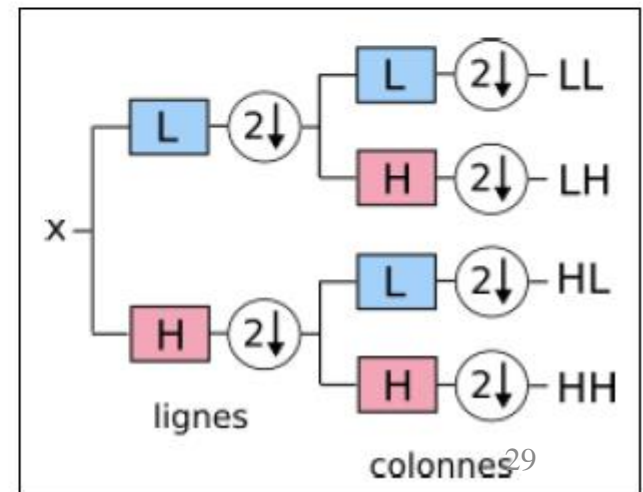 L 2↓ LL
L 2↓
H 2↓ LH
x
L 2↓ HL
H 2↓
H 2↓ HH
lignes
colonnes 29